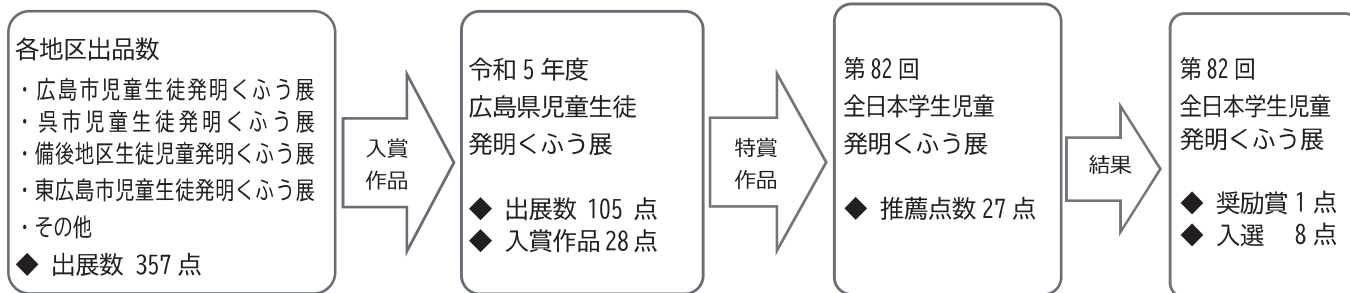 各地区出品数
・広島市児童生徒発明くふう展
・呉市児童生徒発明くふう展
・備後地区生徒児童発明くふう展
・東広島市児童生徒発明くふう展
・その他
◆ 出展数 357 点
入賞
作品
令和 5 年度
広島県児童生徒
発明くふう展
◆ 出展数 105 点
◆ 入賞作品 28 点
特賞
作品
第 82 回
全日本学生児童
発明くふう展
◆ 推薦点数 27 点
結果
第 82 回
全日本学生児童
発明くふう展
◆ 奨励賞 1 点
◆ 入選 8 点